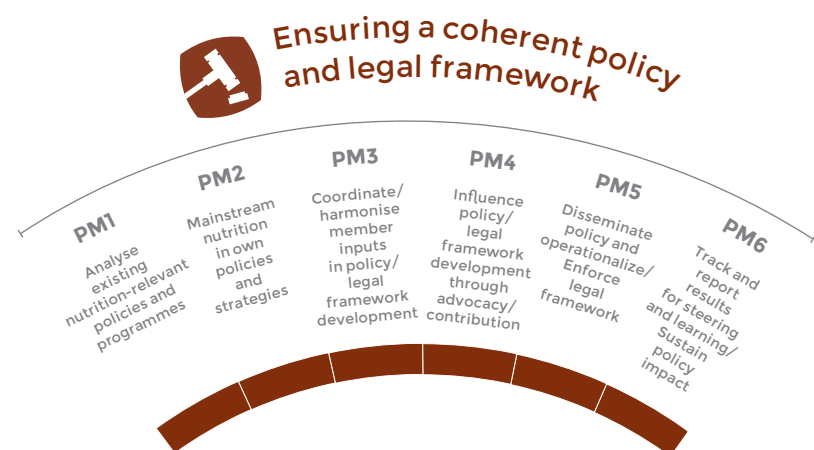 Ensuring a coherent policy
and legal framework
PM1
Analyse
existing
nutrition-relevant
policies and
programmes
PM2
Mainstream
nutrition
in own
policies
and
strategies
PM3
Coordinate/
harmonise
member
inputs
in policy/
legal
framework
development
PM4
Influence
policy/
legal
framework
development
through
advocacy/
contribution
PM5
Disseminate
policy and
operationalize/
Enforce
legal
framework
PM6
Track and
report
results
for steering
and learning/
Sustain
policy
impact